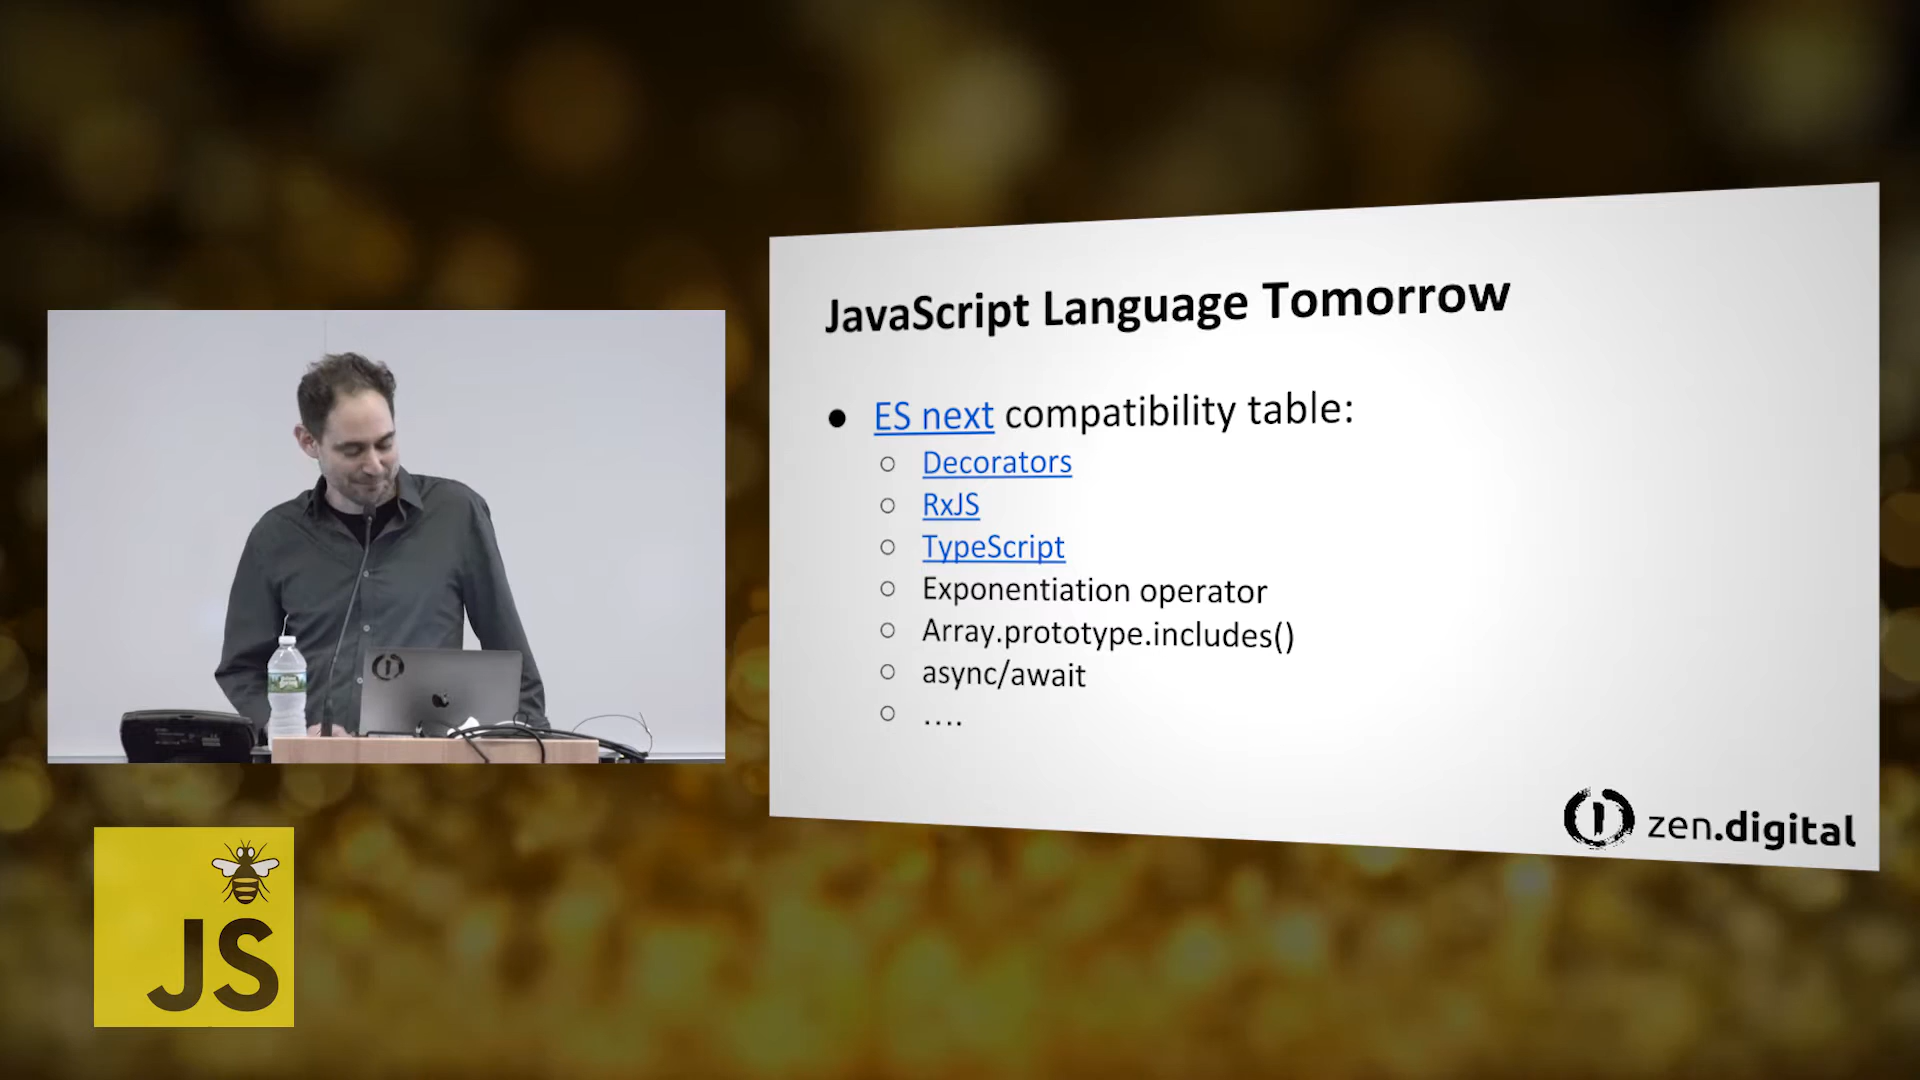 JavaScript Language Tomorrow
ES next compatibility table:
Decorators
RxJS
TypeScript
Exponentiation operator
Array.prototype.includes()
async/await
....
zen.digital
JS